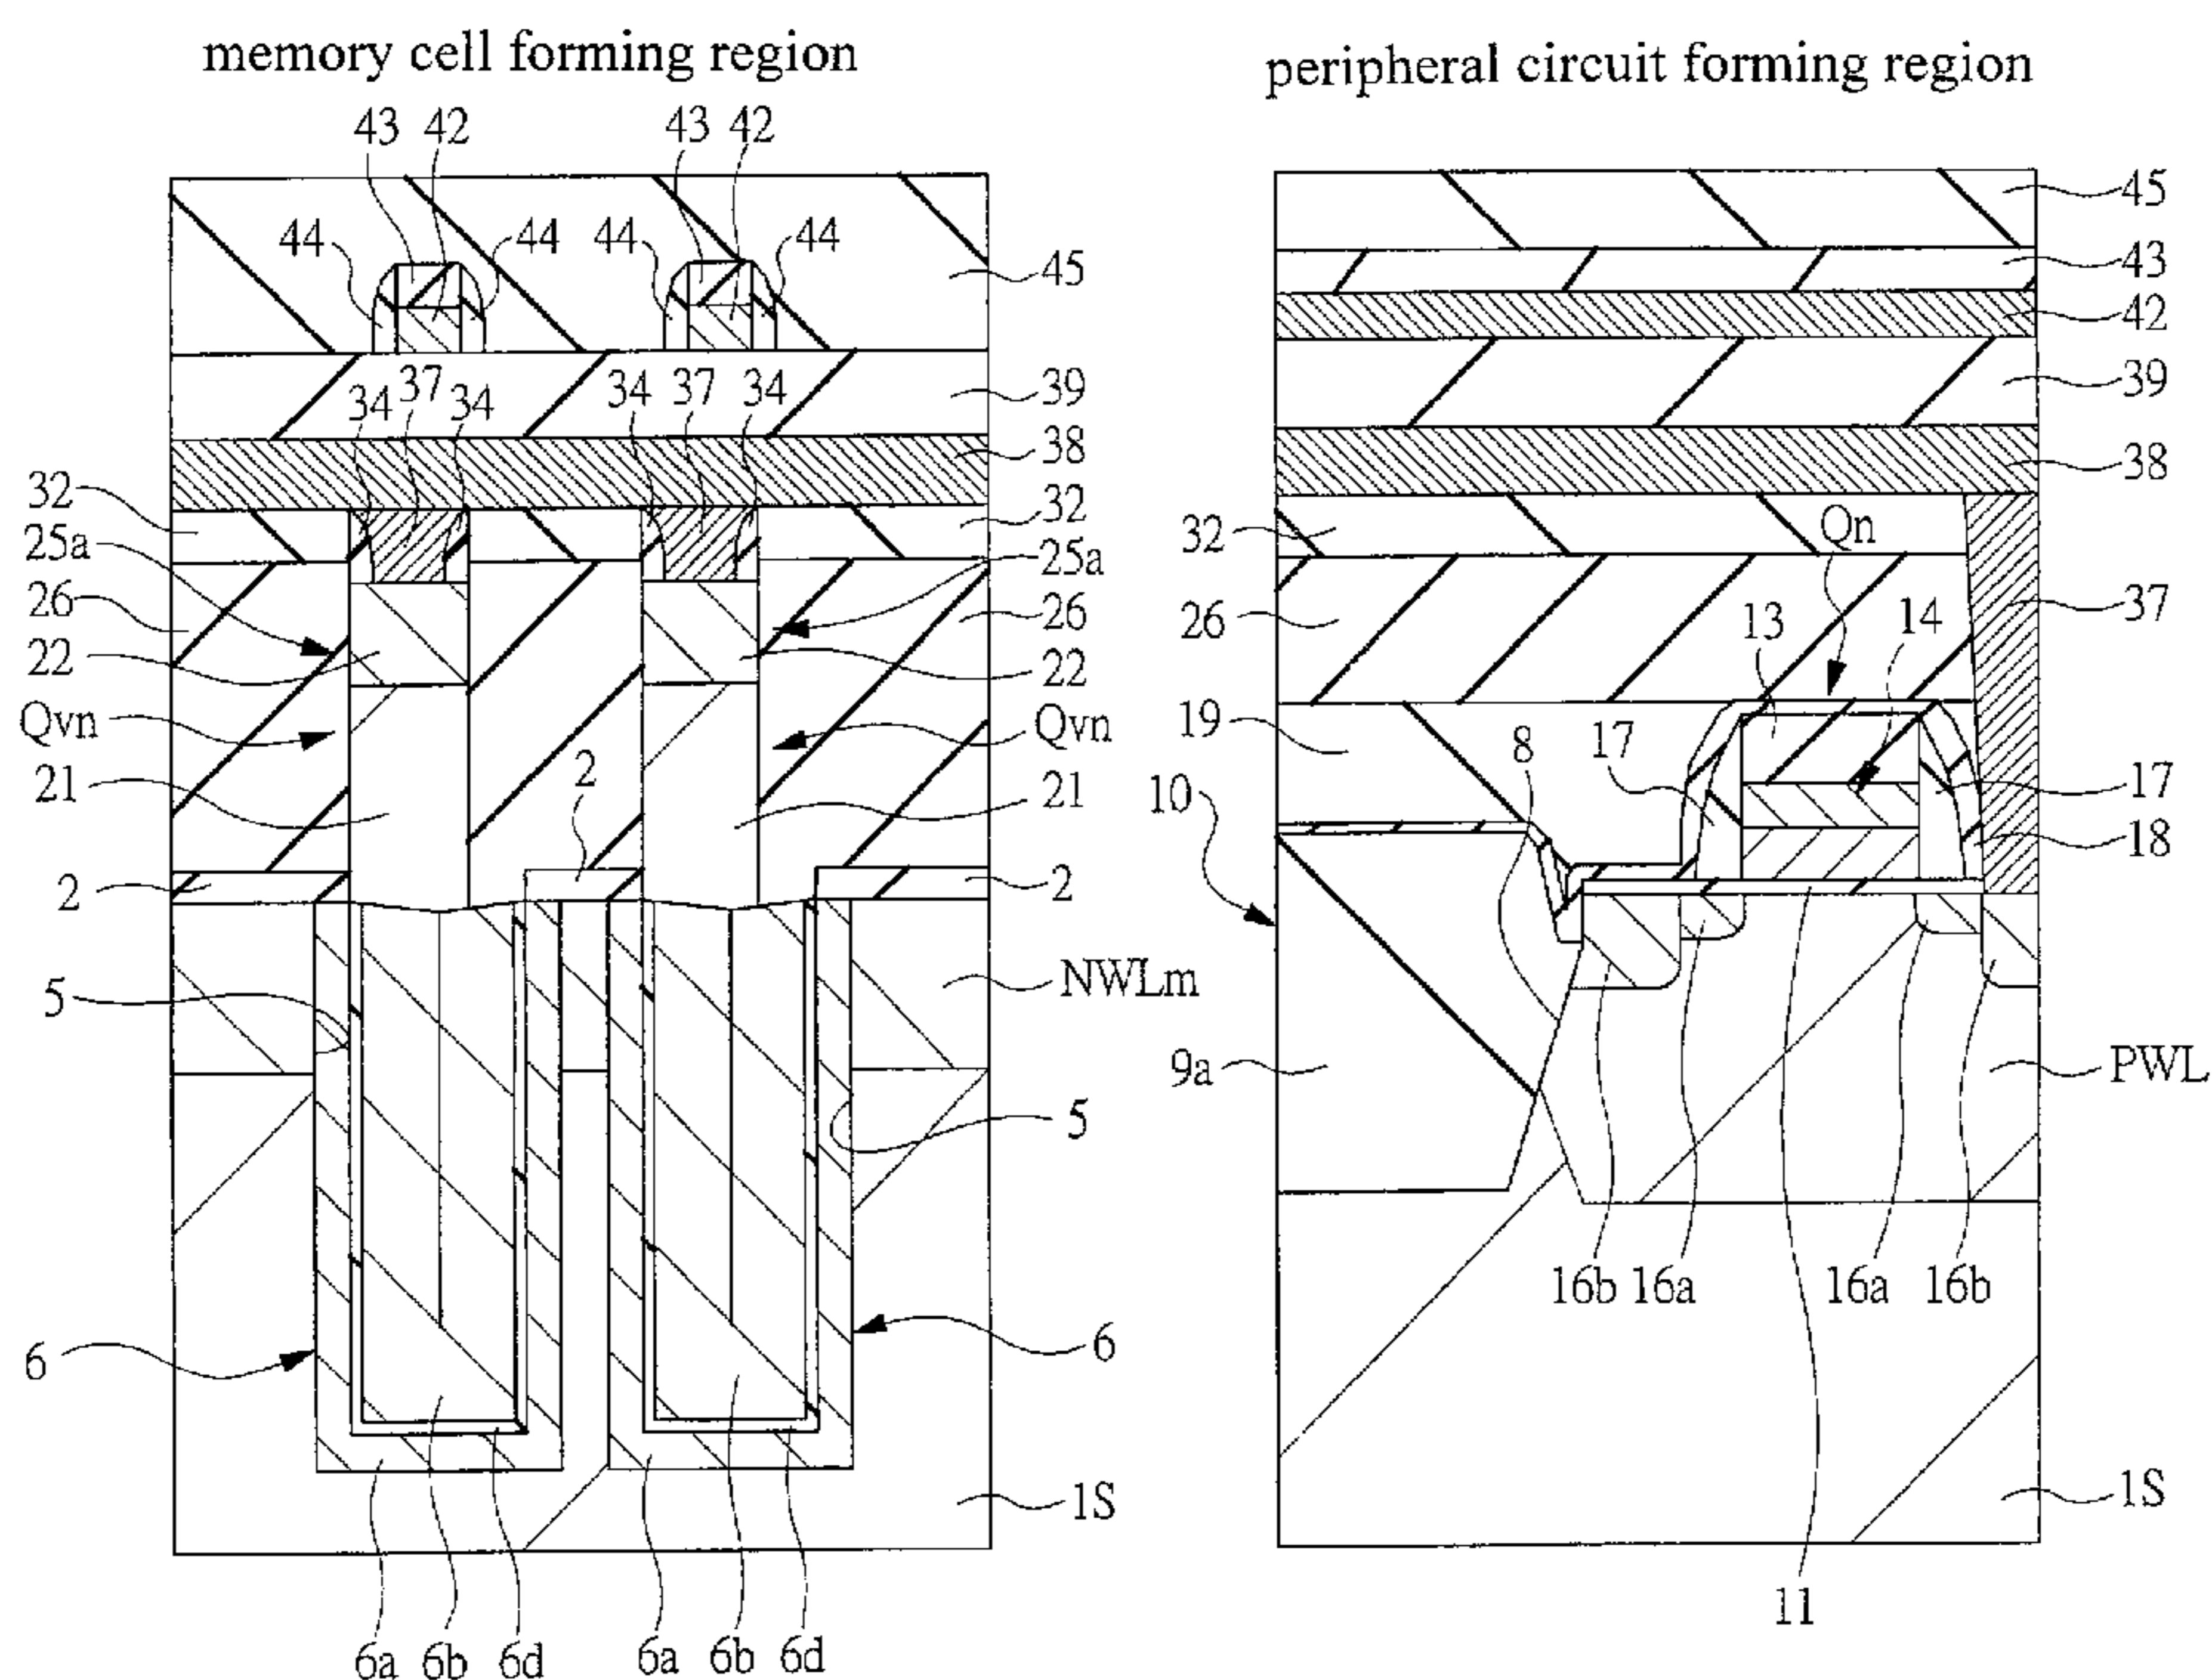 memory cell forming region
43 42 43 42
44 44 44 44
45
34 37 34 34 37 34
39
38
32
32
25a
25a
26
26
22
22
Qvn
Qvn
21
21
2
2
2
5
NWLm
5
6
6
1S
6a 6b 6d 6a 6b 6d
peripheral circuit forming region
45
43
42
39
38
32
Qn
37
26
13 14
19
17
8
10
17
18
9a
PWL
16b 16a 16a 16b
1S
11